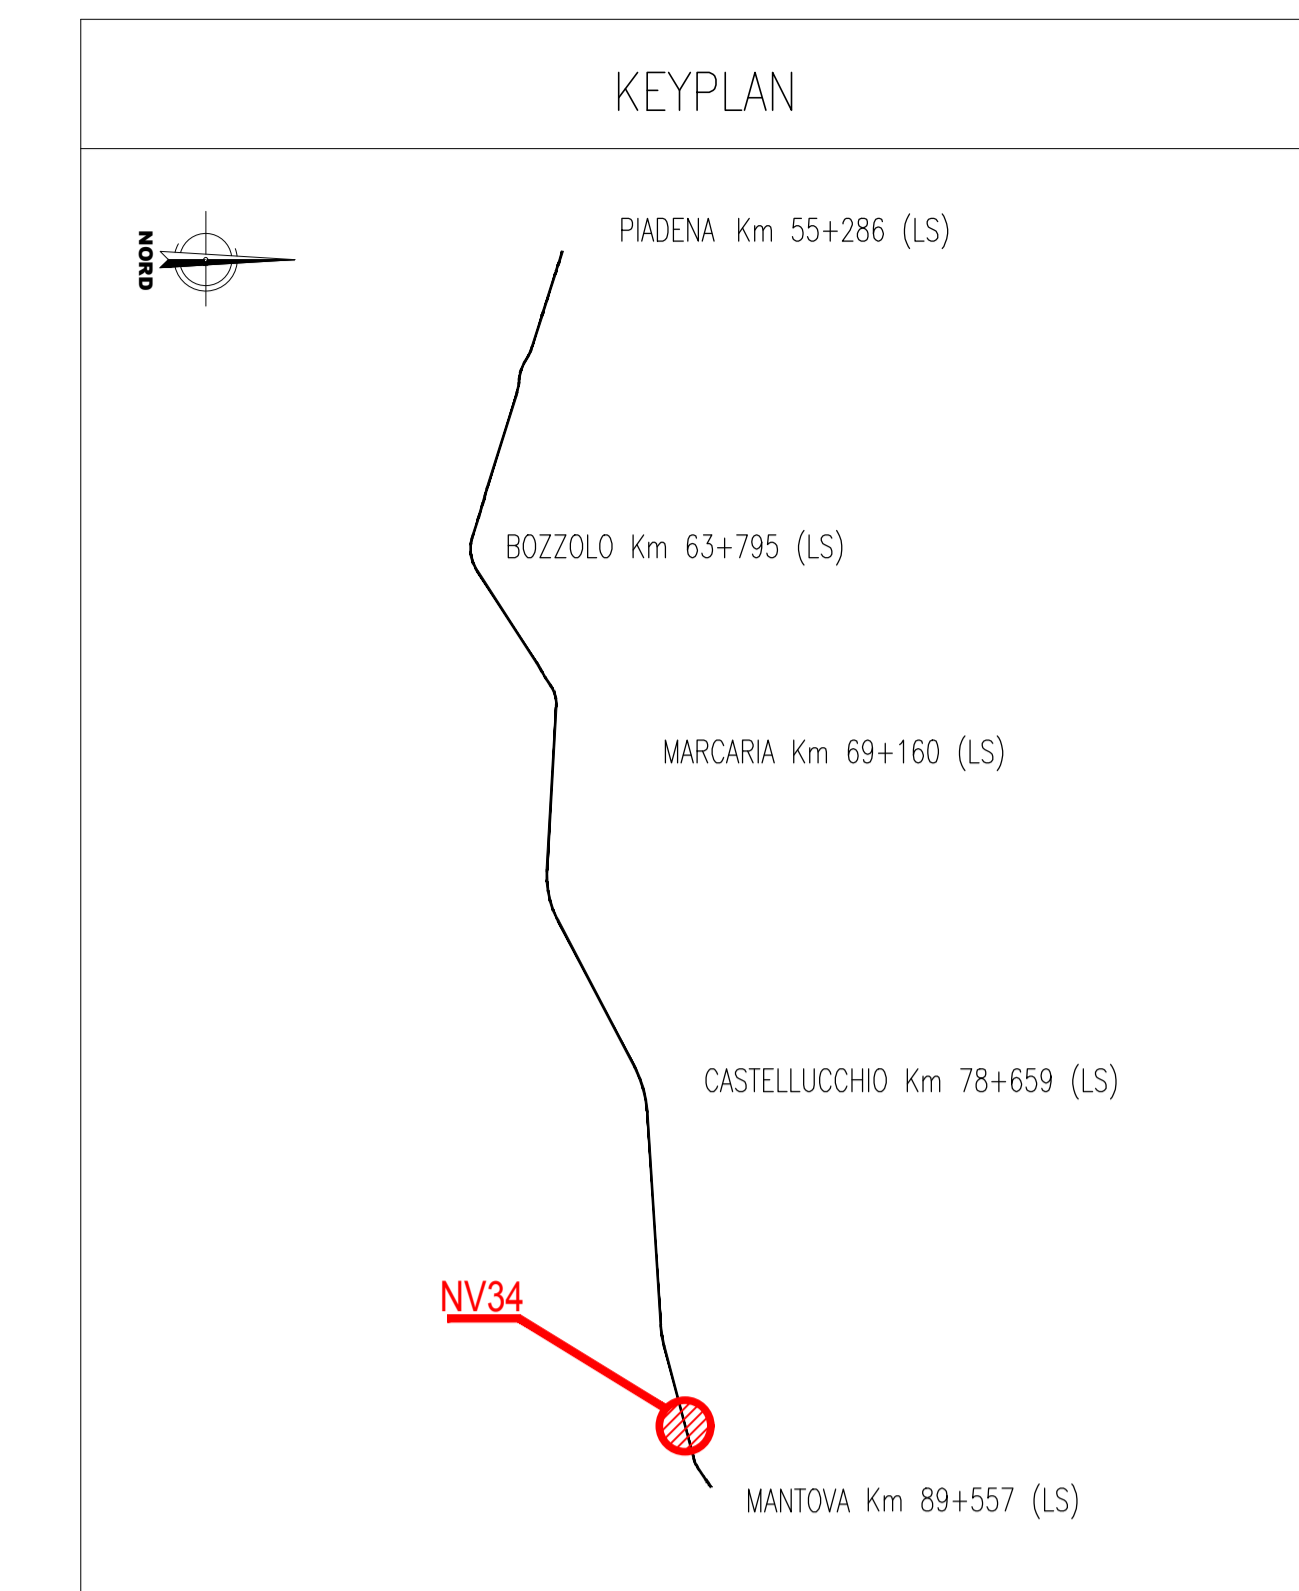 KEYPLAN
NORD
PIADENA Km 55+286 (LS)
BOZZOLO Km 63+795 (LS)
MARCARIA Km 69+160 (LS)
CASTELLUCCHIO Km 78+659 (LS)
NV34
MANTOVA Km 89+557 (LS)